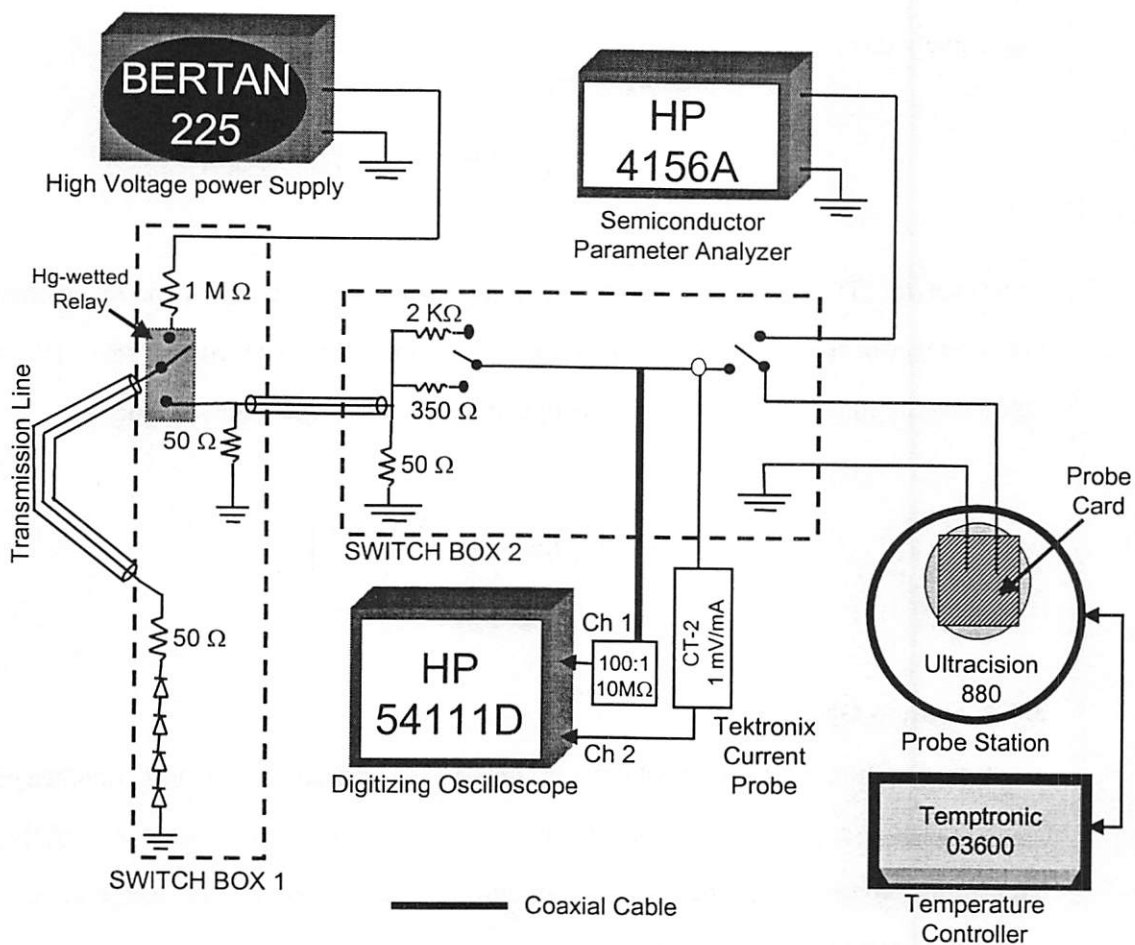 BERTAN
225
High Voltage power Supply
HP
4156A
Semiconductor
Parameter Analyzer
Hg-wetted
Relay
1 M Ω
2 KΩ
350 Ω
50 Ω
50 Ω
Transmission Line
SWITCH BOX 2
Probe
Card
50 Ω
HP
54111D
Digitizing Oscilloscope
Ch 1
100:1
10MΩ
Ch 2
CT-2
1 mV/mA
Tektronix
Current
Probe
Ultracision
880
Probe Station
Temptronic
03600
Temperature
Controller
SWITCH BOX 1
Coaxial Cable